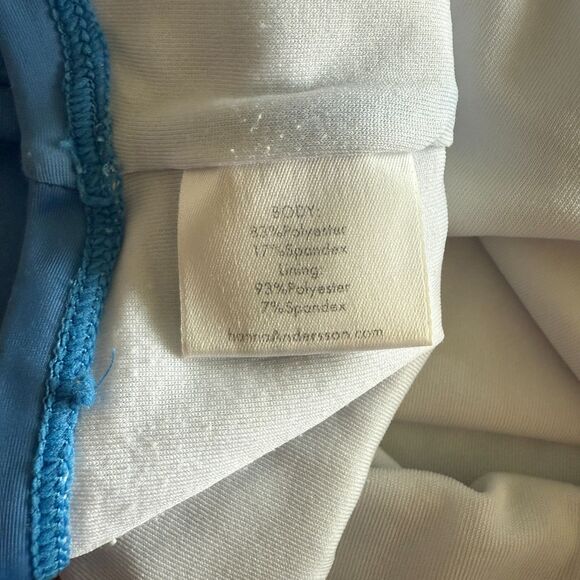 BODY:
83%Polyester
17%Spandex
Lining:
93%Polyester
7%Spandex
hannaAndersson.com